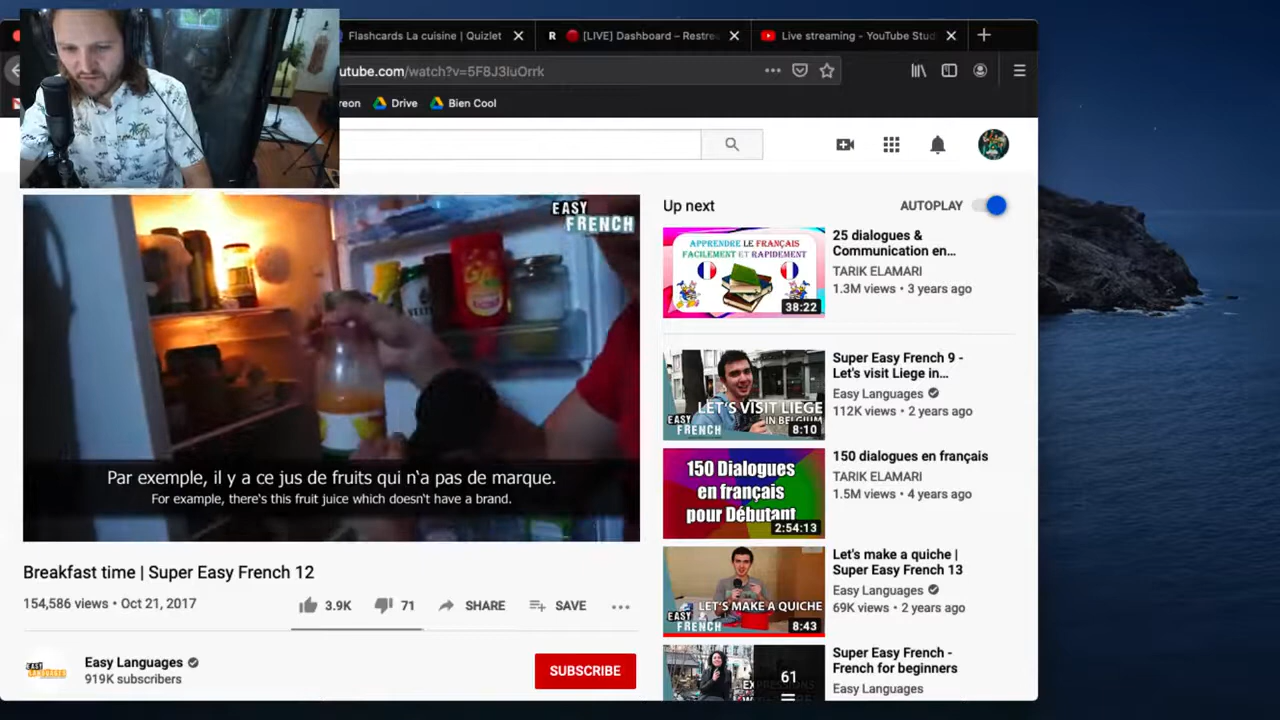 Flashcards La cuisine | Quizlet
R [LIVE] Dashboard – Restre
Live streaming - YouTube Stud
utube.com/watch?v=5F8J3IuOrrk
reon
Drive
Bien Cool
EASY
FRENCH
Par exemple, il y a ce jus de fruits qui n'a pas de marque.
For example, there's this fruit juice which doesn't have a brand.
Breakfast time | Super Easy French 12
154,586 views • Oct 21, 2017
3.9K
71
SHARE
SAVE
Easy Languages
919K subscribers
SUBSCRIBE
Up next
AUTOPLAY
APPRENDRE LE FRANÇAIS
FACILEMENT ET RAPIDEMENT
38:22
25 dialogues &
Communication en...
TARIK ELAMARI
1.3M views • 3 years ago
LET'S VISIT LIEGE
IN BELGIUM
EASY
FRENCH
8:10
Super Easy French 9 -
Let's visit Liege in...
Easy Languages
112K views • 2 years ago
150 Dialogues
en français
pour Débutant
2:54:13
150 dialogues en français
TARIK ELAMARI
1.5M views • 4 years ago
LET'S MAKE A QUICHE
EASY
FRENCH
8:43
Let's make a quiche |
Super Easy French 13
Easy Languages
69K views • 2 years ago
61
Super Easy French -
French for beginners
Easy Languages